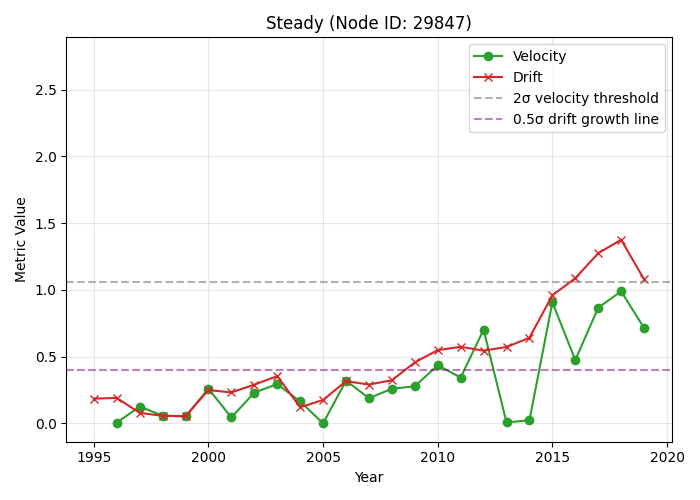 Steady (Node ID: 29847)
Velocity
Drift
2σ velocity threshold
0.5σ drift growth line
Metric Value
2.5
2.0
1.5
1.0
0.5
0.0
1995 2000 2005 2010 2015 2020
Year